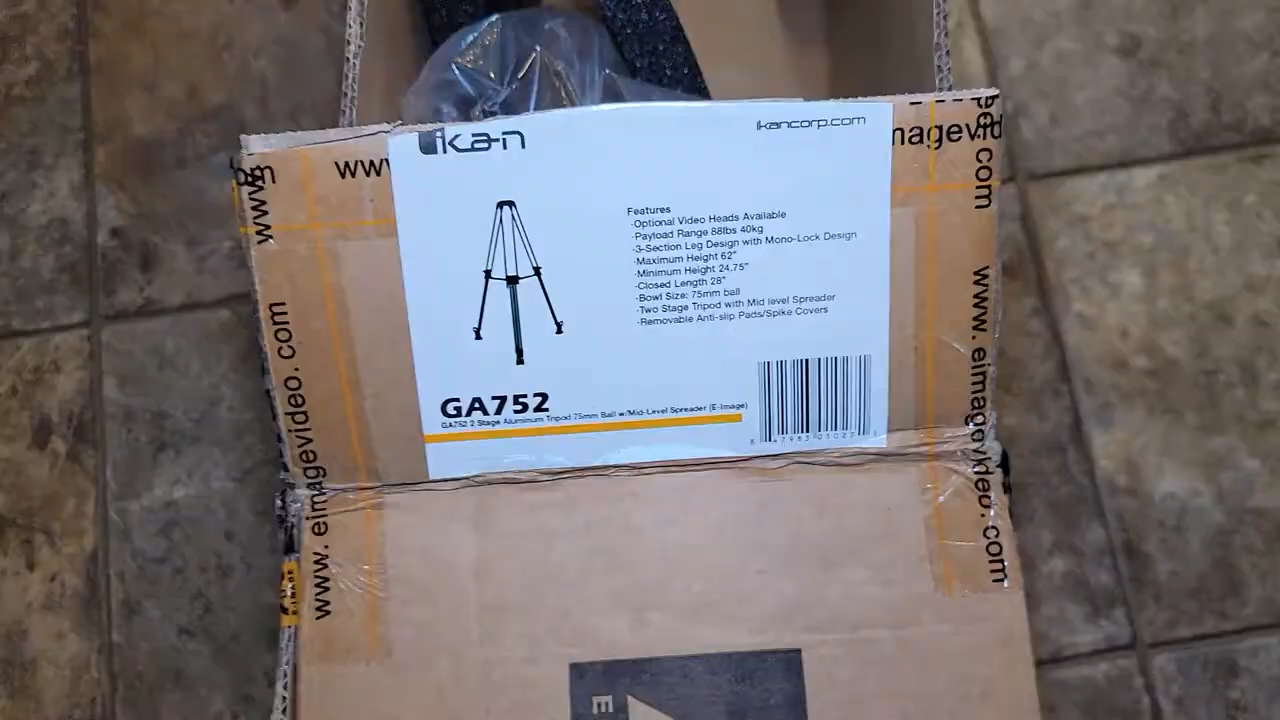 ikan
ikancorp.com
www
magevid
www. eimagevideo. com
Features
-Optional Video Heads Available
-Payload Range 88lbs 40kg
-3-Section Leg Design with Mono-Lock Design
-Maximum Height 62"
-Minimum Height 24.75"
-Closed Length 28"
-Bowl Size: 75mm ball
-Two Stage Tripod with Mid level Spreader
-Removable Anti-slip Pads/Spike Covers
GA752
GA752 2 Stage Aluminum Tripod 75mm Ball w/Mid-Level Spreader (E-Image)
www. eimagevideo. com
www
com
E